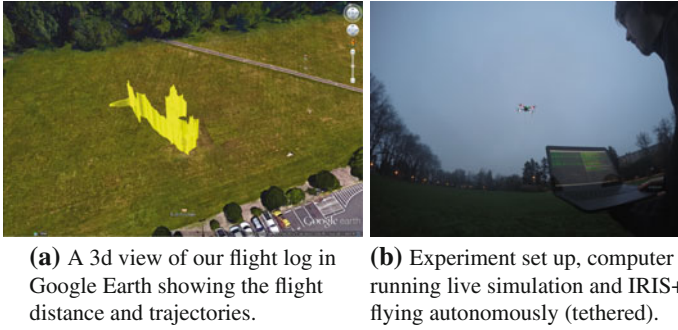 Google earth
(a) A 3d view of our flight log in
Google Earth showing the flight
distance and trajectories.
(b) Experiment set up, computer
running live simulation and IRIS+
flying autonomously (tethered).